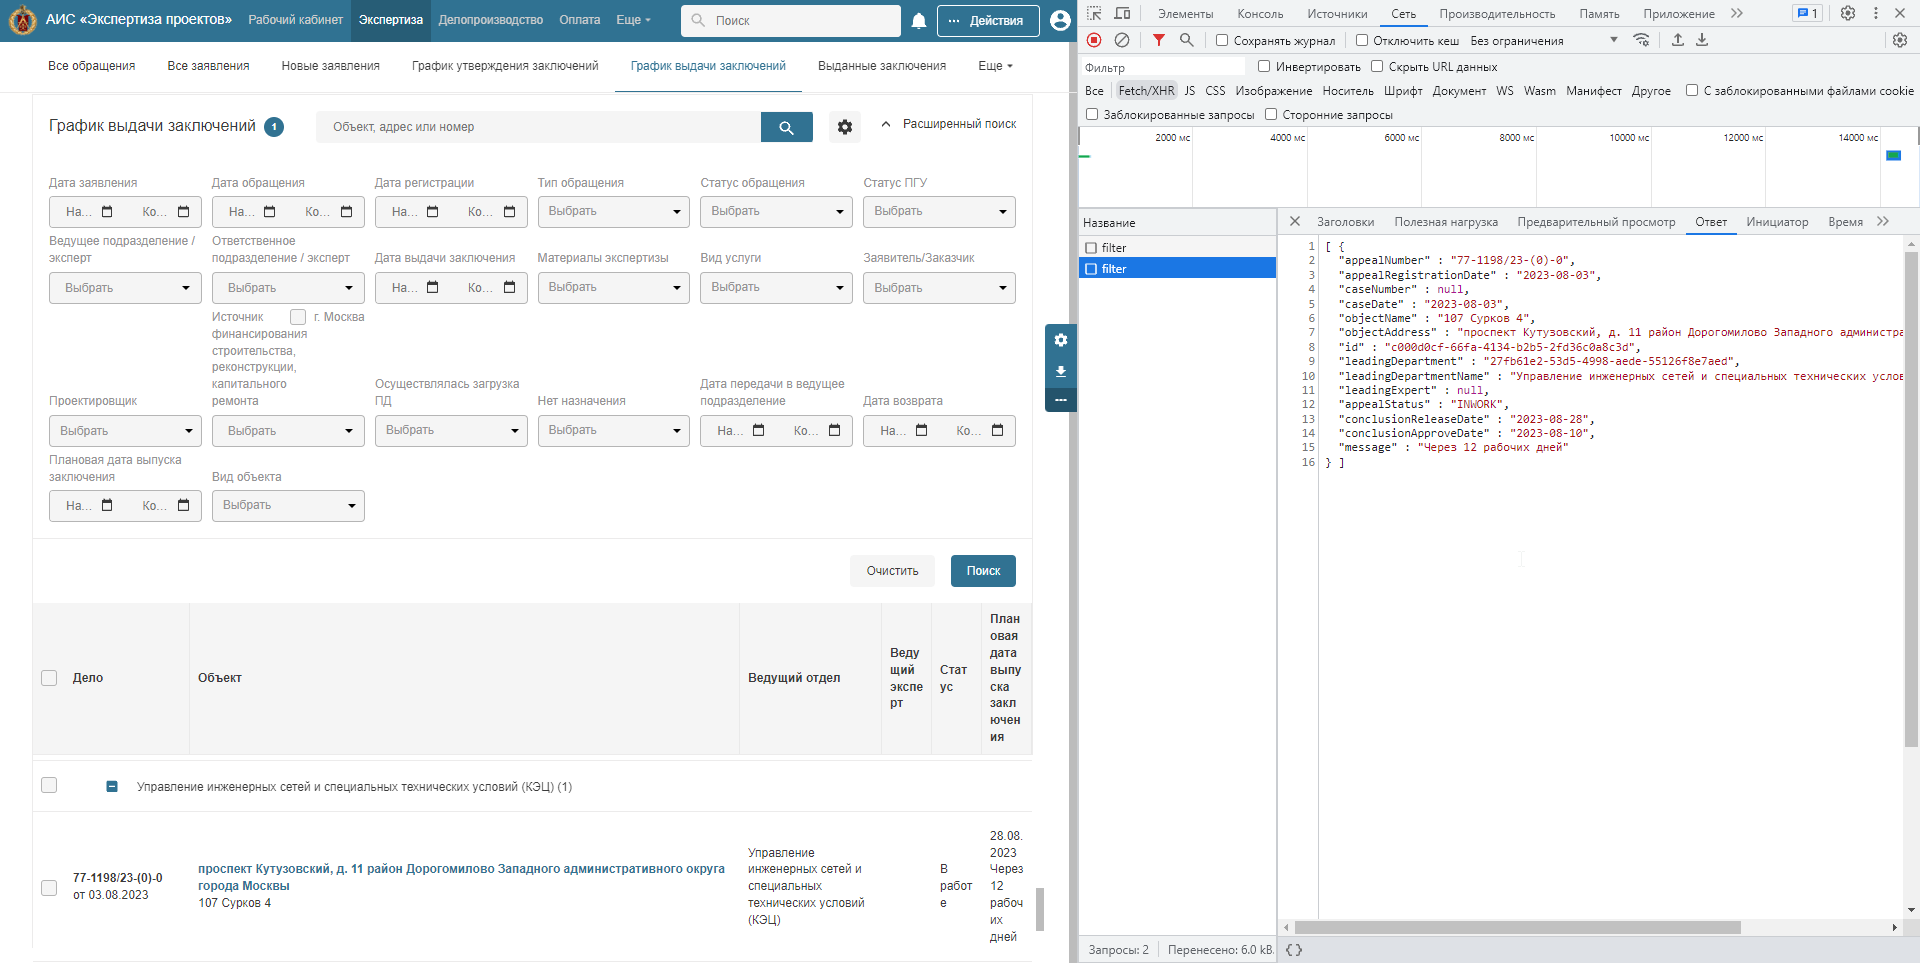 АИС «Экспертиза проектов» Рабочий кабинет Экспертиза Делопроизводство Оплата Еще Поиск ··· Действия
Все обращения Все заявления Новые заявления График утверждения заключений График выдачи заключений Выданные заключения Еще
График выдачи заключений 1 Объект, адрес или номер Расширенный поиск
Дата заявления Дата обращения Дата регистрации Тип обращения Статус обращения Статус ПГУ
На... Ко... На... Ко... На... Ко... Выбрать Выбрать Выбрать
Ведущее подразделение / эксперт
Ответственное подразделение / эксперт
Дата выдачи заключения Материалы экспертизы Вид услуги Заявитель/Заказчик
Выбрать Выбрать На... Ко... Выбрать Выбрать Выбрать
Проектировщик
Источник финансирования строительства, реконструкции, капитального ремонта
г. Москва
Осуществлялась загрузка ПД
Нет назначения
Дата передачи в ведущее подразделение
Дата возврата
Выбрать Выбрать Выбрать Выбрать На... Ко... На... Ко...
Плановая дата выпуска заключения
Вид объекта
На... Ко... Выбрать
Очистить Поиск
Дело Объект Ведущий отдел
Веду
щий
экспе
рт
Стат
ус
План
овая
дата
выпу
ска
закл
ючен
ия
Управление инженерных сетей и специальных технических условий (КЭЦ) (1)
77-1198/23-(0)-0
от 03.08.2023
проспект Кутузовский, д. 11 район Дорогомилово Западного административного округа
города Москвы
107 Сурков 4
Управление
инженерных сетей и
специальных
технических условий
(КЭЦ)
В
работ
е
28.08.
2023
Через
12
рабоч
их
дней
Элементы Консоль Источники Сеть Производительность Память Приложение 1
Сохранять журнал Отключить кеш Без ограничения
Фильтр Инвертировать Скрыть URL данных
Все Fetch/XHR JS CSS Изображение Носитель Шрифт Документ WS Wasm Манифест Другое С заблокированными файлами cookie
Заблокированные запросы Сторонние запросы
2000 мс 4000 мс 6000 мс 8000 мс 10000 мс 12000 мс 14000 мс
Название
filter
filter
Заголовки Полезная нагрузка Предварительный просмотр Ответ Инициатор Время
1 [ {
2 "appealNumber" : "77-1198/23-(0)-0",
3 "appealRegistrationDate" : "2023-08-03",
4 "caseNumber" : null,
5 "caseDate" : "2023-08-03",
6 "objectName" : "107 Сурков 4",
7 "objectAddress" : "проспект Кутузовский, д. 11 район Дорогомилово Западного администра
8 "id" : "c000d0cf-66fa-4134-b2b5-2fd36c0a8c3d",
9 "leadingDepartment" : "27fb61e2-53d5-4998-aede-55126f8e7aed",
10 "leadingDepartmentName" : "Управление инженерных сетей и специальных технических услов
11 "leadingExpert" : null,
12 "appealStatus" : "INWORK",
13 "conclusionReleaseDate" : "2023-08-28",
14 "conclusionApproveDate" : "2023-08-10",
15 "message" : "Через 12 рабочих дней"
16 } ]
Запросы: 2 Перенесено: 6.0 kB { }